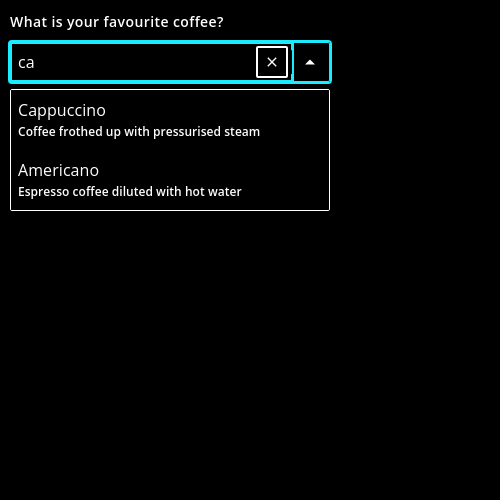 What is your favourite coffee?
ca
Cappuccino
Coffee frothed up with pressurised steam
Americano
Espresso coffee diluted with hot water